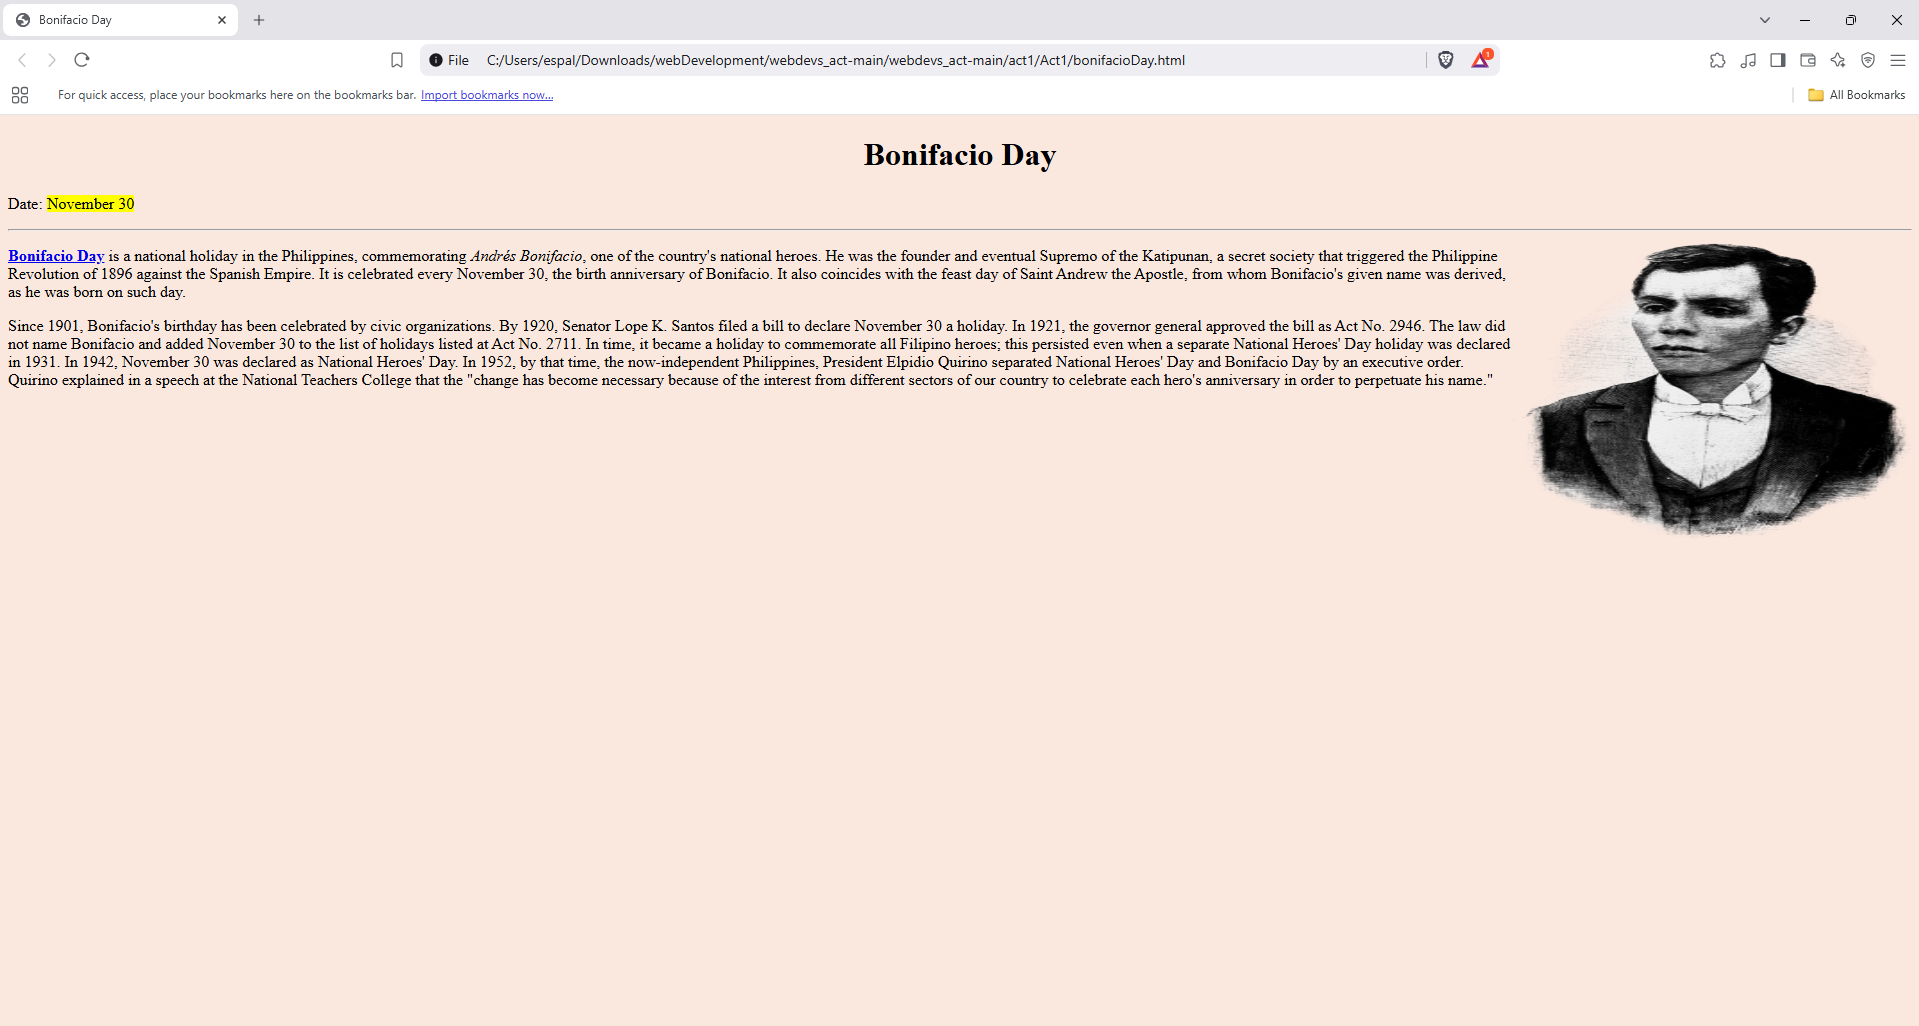 Bonifacio Day
File C:/Users/espal/Downloads/webDevelopment/webdevs_act-main/webdevs_act-main/act1/Act1/bonifacioDay.html
1
For quick access, place your bookmarks here on the bookmarks bar. Import bookmarks now...
All Bookmarks
Bonifacio Day
Date: November 30
Bonifacio Day is a national holiday in the Philippines, commemorating Andrés Bonifacio, one of the country's national heroes. He was the founder and eventual Supremo of the Katipunan, a secret society that triggered the Philippine
Revolution of 1896 against the Spanish Empire. It is celebrated every November 30, the birth anniversary of Bonifacio. It also coincides with the feast day of Saint Andrew the Apostle, from whom Bonifacio's given name was derived,
as he was born on such day.
Since 1901, Bonifacio's birthday has been celebrated by civic organizations. By 1920, Senator Lope K. Santos filed a bill to declare November 30 a holiday. In 1921, the governor general approved the bill as Act No. 2946. The law did
not name Bonifacio and added November 30 to the list of holidays listed at Act No. 2711. In time, it became a holiday to commemorate all Filipino heroes; this persisted even when a separate National Heroes' Day holiday was declared
in 1931. In 1942, November 30 was declared as National Heroes' Day. In 1952, by that time, the now-independent Philippines, President Elpidio Quirino separated National Heroes' Day and Bonifacio Day by an executive order.
Quirino explained in a speech at the National Teachers College that the "change has become necessary because of the interest from different sectors of our country to celebrate each hero's anniversary in order to perpetuate his name."